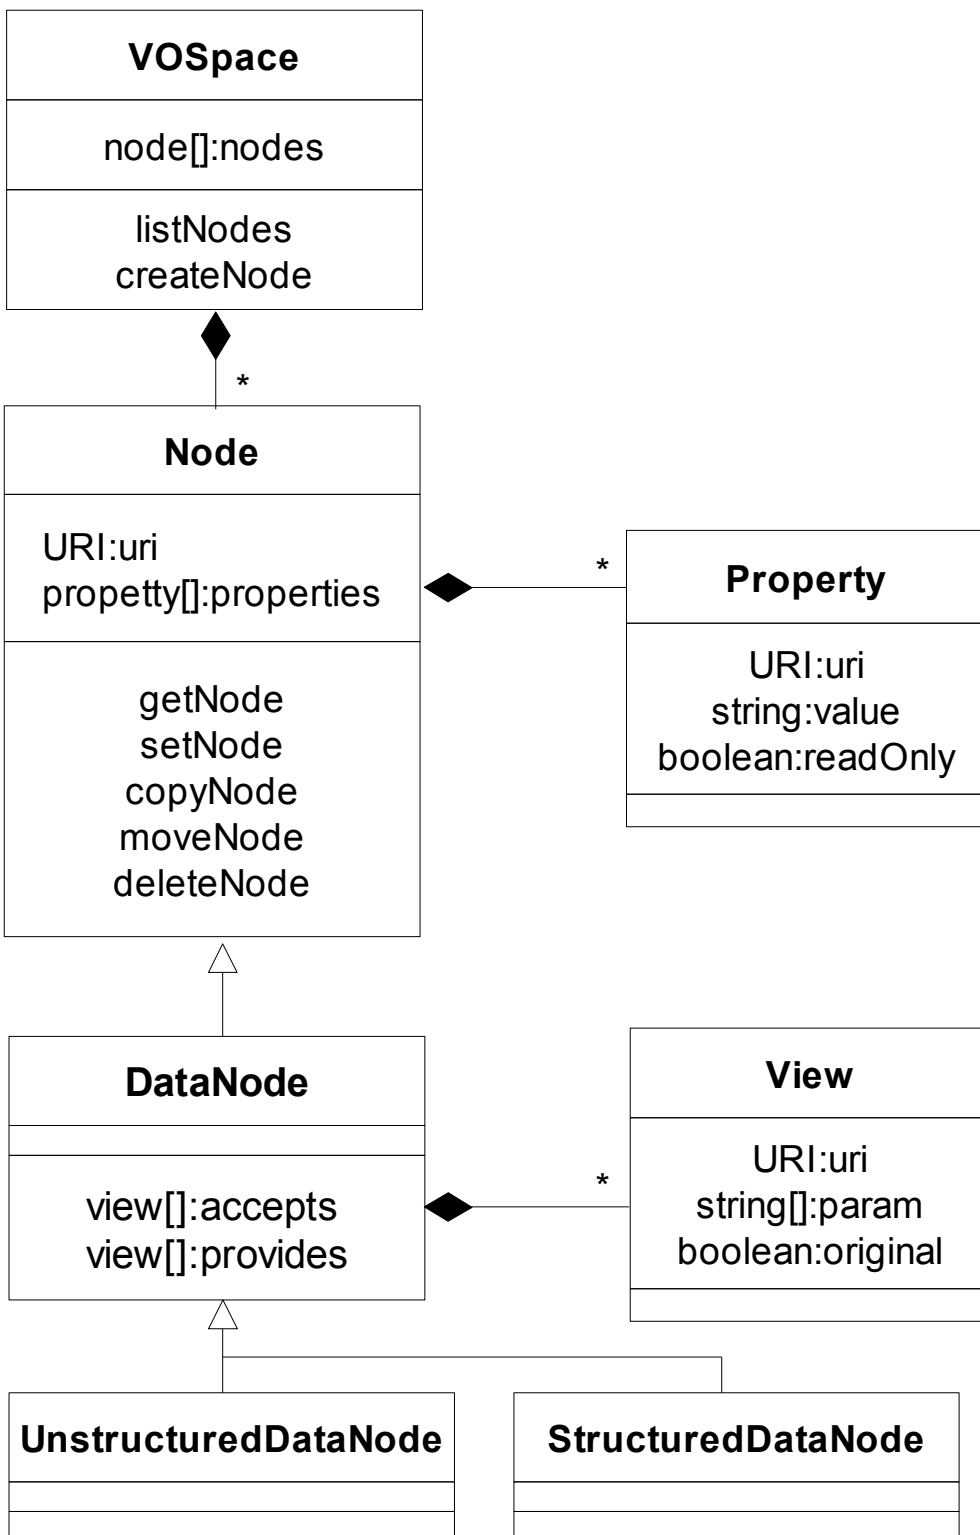 VOSpace
node[]:nodes
listNodes
createNode
*
Node
URI:uri
propetty[]:properties
getNode
setNode
copyNode
moveNode
deleteNode
*
Property
URI:uri
string:value
boolean:readOnly
DataNode
view[]:accepts
view[]:provides
*
View
URI:uri
string[]:param
boolean:original
UnstructuredDataNode
StructuredDataNode